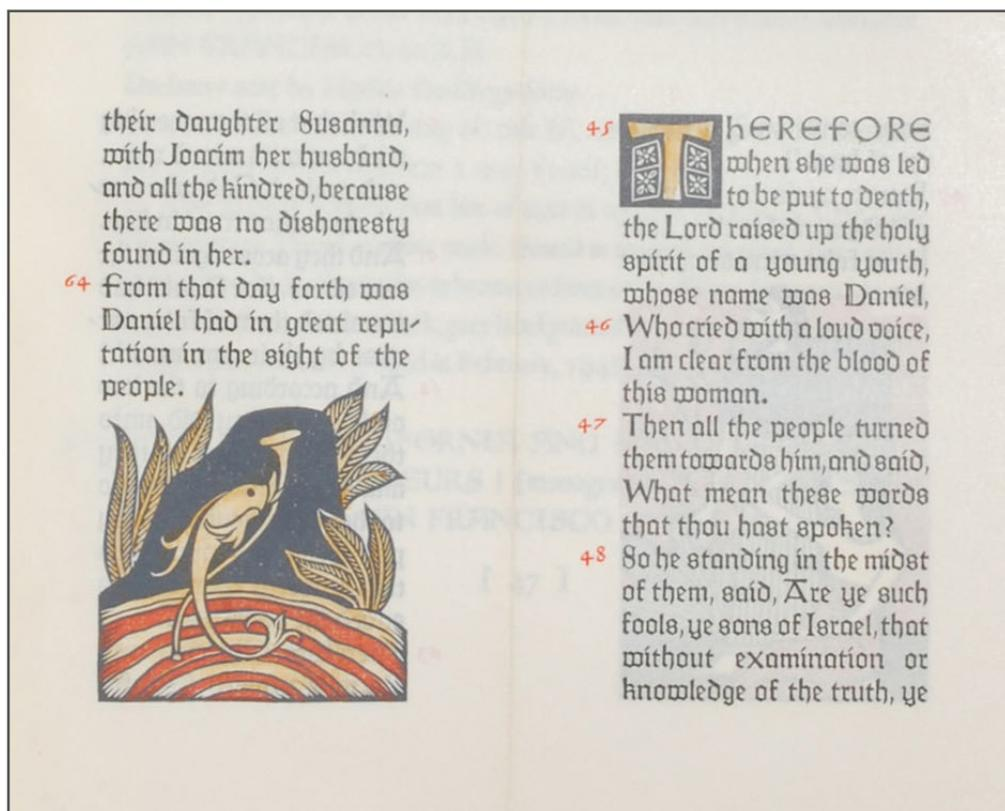 their daughter Susanna,
with Joacim her husband,
and all the kindred, because
there was no dishonesty
found in her.
64 From that day forth was
Daniel had in great repu-
tation in the sight of the
people.
45 THEREFORE
when she was led
to be put to death,
the Lord raised up the holy
spirit of a young youth,
whose name was Daniel,
46 Who cried with a loud voice,
I am clear from the blood of
this woman.
47 Then all the people turned
them towards him, and said,
What mean these words
that thou hast spoken?
48 So he standing in the midst
of them, said, Are ye such
fools, ye sons of Israel, that
without examination or
knowledge of the truth, ye